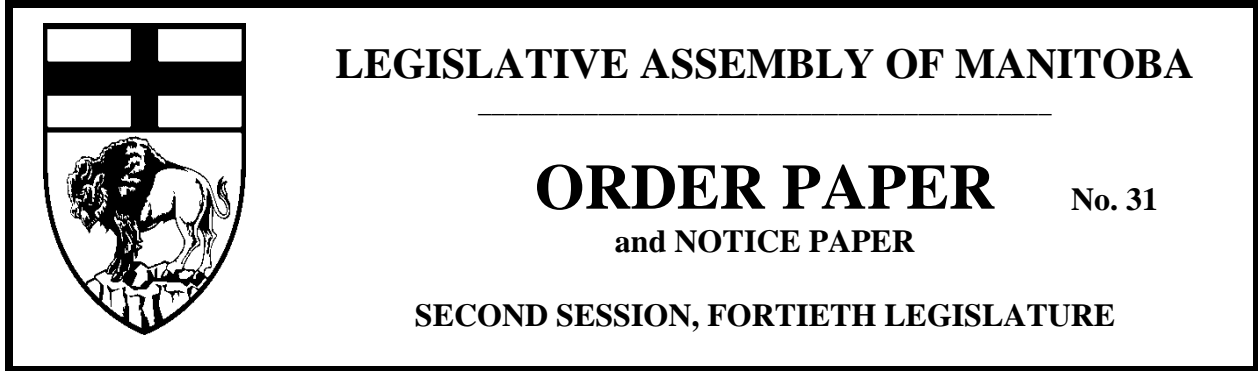 LEGISLATIVE ASSEMBLY OF MANITOBA
ORDER PAPER No. 31
and NOTICE PAPER
SECOND SESSION, FORTIETH LEGISLATURE